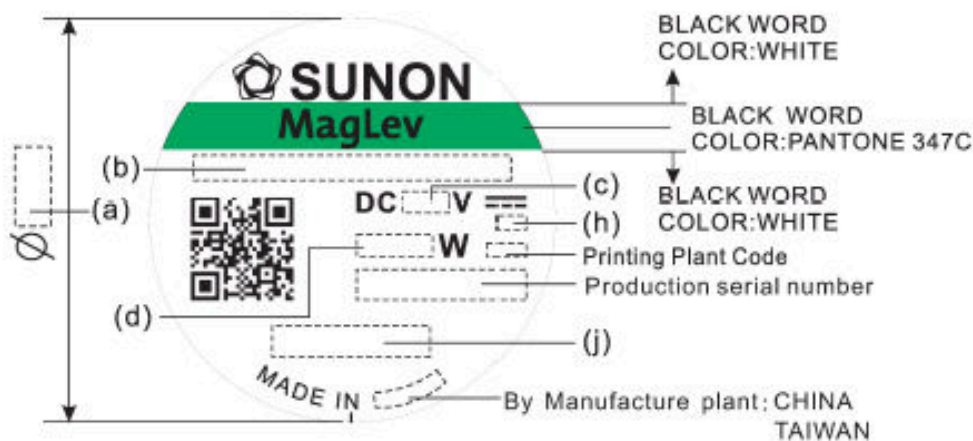 BLACK WORD
COLOR:WHITE
SUNON
MagLev
BLACK WORD
COLOR:PANTONE 347C
(b)
(c)
BLACK WORD
COLOR:WHITE
(a)
DC V
(h)
Ø
W
Printing Plant Code
Production serial number
(d)
(j)
MADE IN
By Manufacture plant: CHINA
TAIWAN